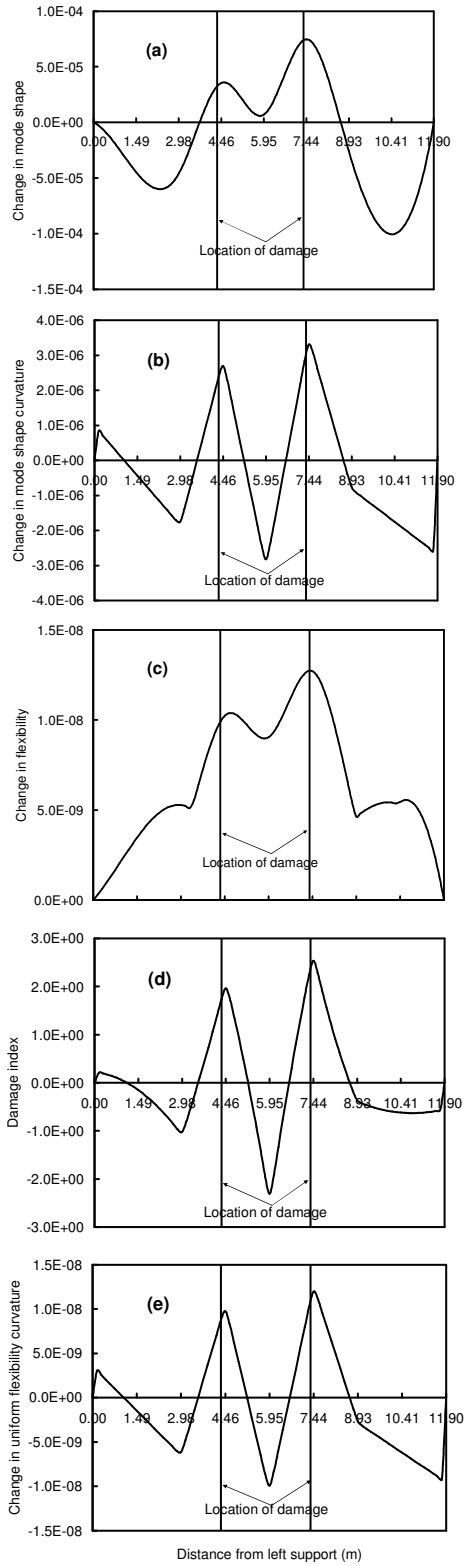 1.0E-04
(a)
5.0E-05
0.0E+00
0.00 1.49 2.98 4.46 5.95 7.44 8.93 10.41 11.90
-5.0E-05
-1.0E-04
Location of damage
-1.5E-04
Change in mode shape
4.0E-06
(b)
3.0E-06
2.0E-06
1.0E-06
0.0E+00
0.00 1.49 2.98 4.46 5.95 7.44 8.93 10.41 11.90
-1.0E-06
-2.0E-06
-3.0E-06
Location of damage
-4.0E-06
Change in mode shape curvature
1.5E-08
(c)
1.0E-08
5.0E-09
Location of damage
0.0E+00
Change in flexibility
3.0E+00
(d)
2.0E+00
1.0E+00
0.0E+00
0.00 1.49 2.98 4.46 5.95 7.44 8.93 10.41 11.90
-1.0E+00
-2.0E+00
Location of damage
-3.0E+00
Damage index
1.5E-08
(e)
1.0E-08
5.0E-09
0.0E+00
0.00 1.49 2.98 4.46 5.95 7.44 8.93 10.41 11.90
-5.0E-09
-1.0E-08
Location of damage
-1.5E-08
Change in uniform flexibility curvature
Distance from left support (m)